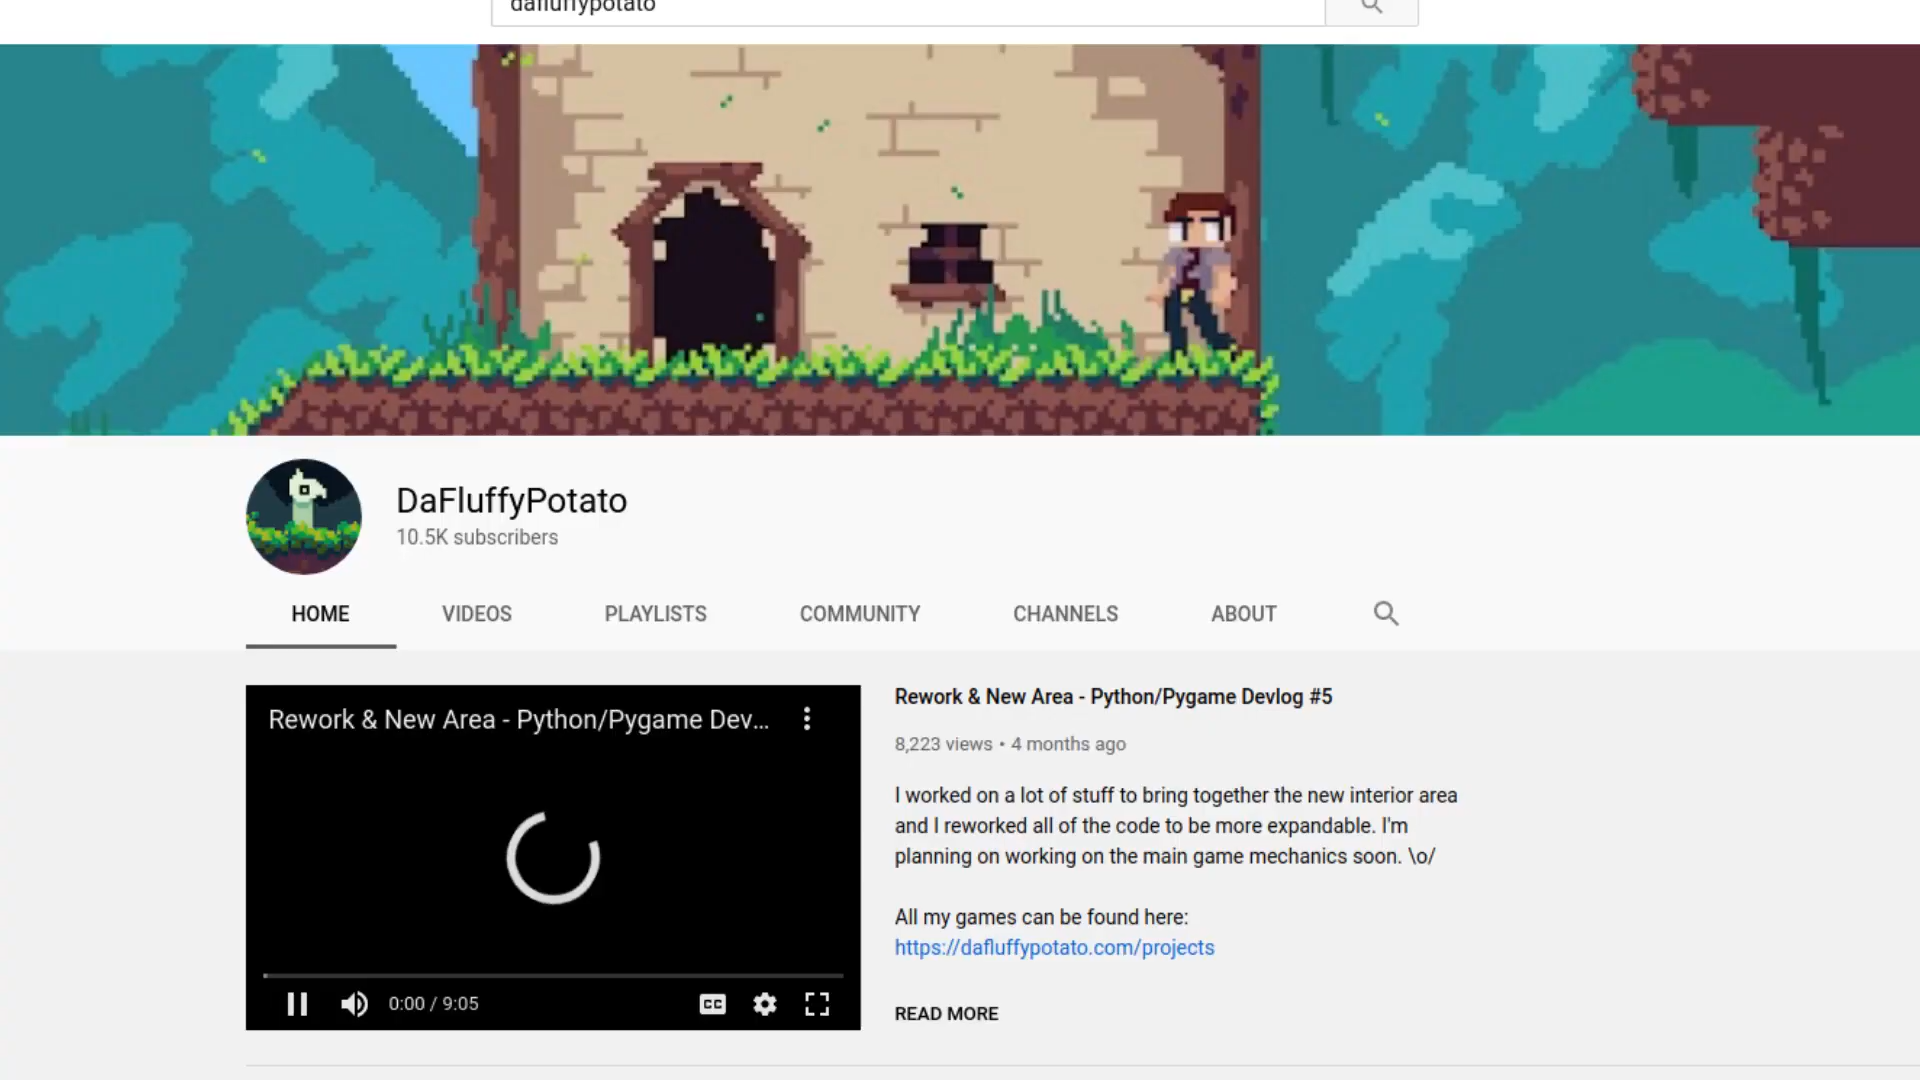 dafluffypotato
DaFluffyPotato
10.5K subscribers
HOME VIDEOS PLAYLISTS COMMUNITY CHANNELS ABOUT
Rework & New Area - Python/Pygame Dev...
0:00 / 9:05
CC
Rework & New Area - Python/Pygame Devlog #5
8,223 views • 4 months ago
I worked on a lot of stuff to bring together the new interior area
and I reworked all of the code to be more expandable. I'm
planning on working on the main game mechanics soon. \o/
All my games can be found here:
https://dafluffypotato.com/projects
READ MORE